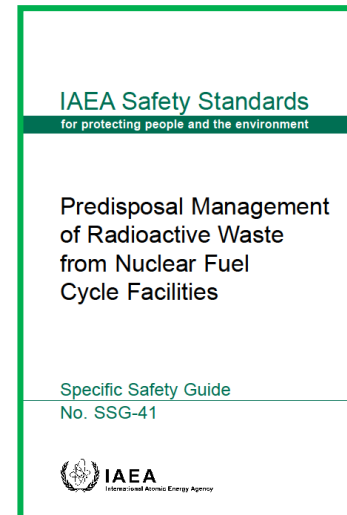 IAEA Safety Standards
for protecting people and the environment
Predisposal Management
of Radioactive Waste
from Nuclear Fuel
Cycle Facilities
Specific Safety Guide
No. SSG-41
IAEA
International Atomic Energy Agency